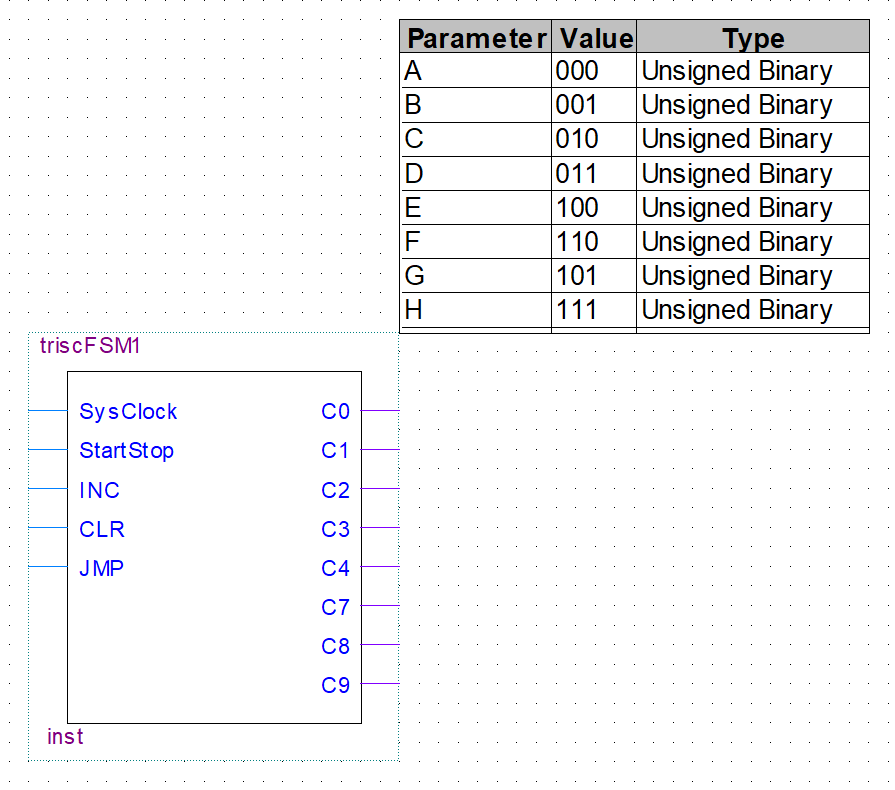 Parameter Value Type
A 000 Unsigned Binary
B 001 Unsigned Binary
C 010 Unsigned Binary
D 011 Unsigned Binary
E 100 Unsigned Binary
F 110 Unsigned Binary
G 101 Unsigned Binary
H 111 Unsigned Binary
triscFSM1
SysClock C0
StartStop C1
INC C2
CLR C3
JMP C4
C7
C8
C9
inst